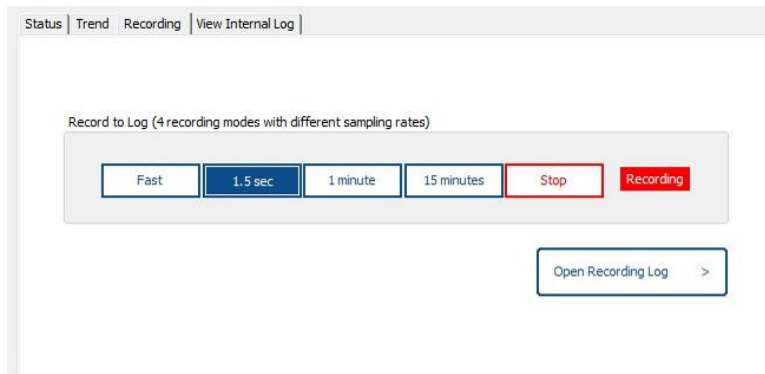 Status Trend Recording View Internal Log
Record to Log (4 recording modes with different sampling rates)
Fast 1.5 sec 1 minute 15 minutes Stop Recording
Open Recording Log >